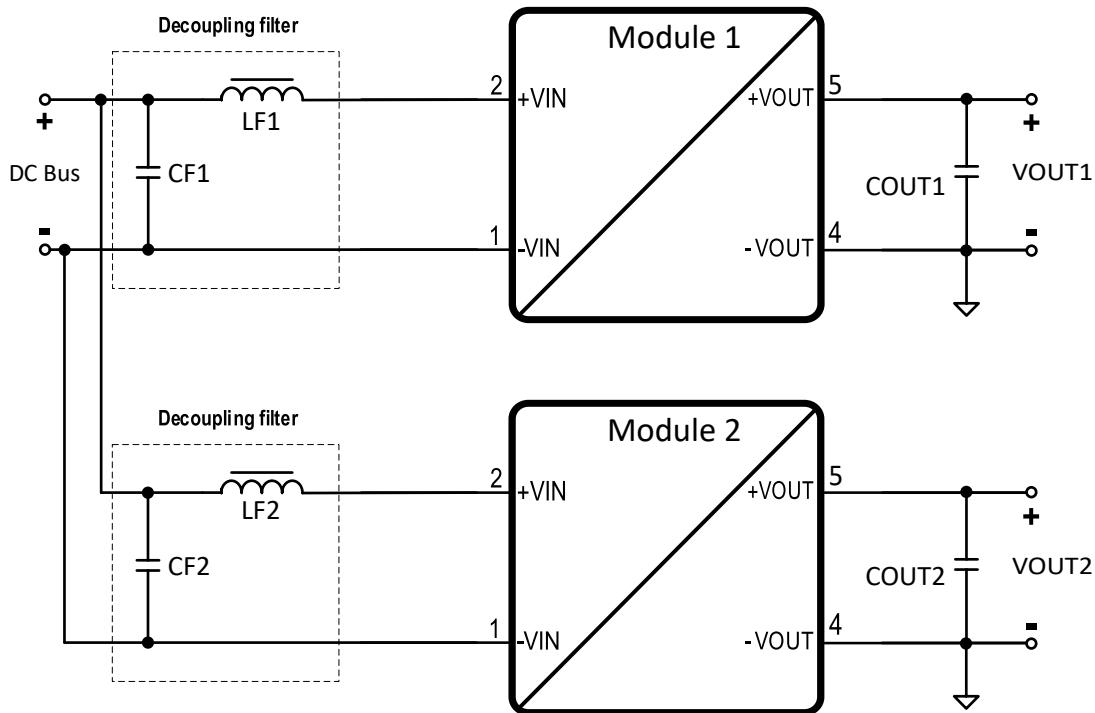 Decoupling filter
Module 1
2 +VIN
+VOUT 5
LF1
+
+
DC Bus
CF1
COUT1
VOUT1
-
-
1 -VIN
-VOUT 4
Decoupling filter
Module 2
2 +VIN
+VOUT 5
LF2
+
CF2
COUT2
VOUT2
-
1 -VIN
-VOUT 4